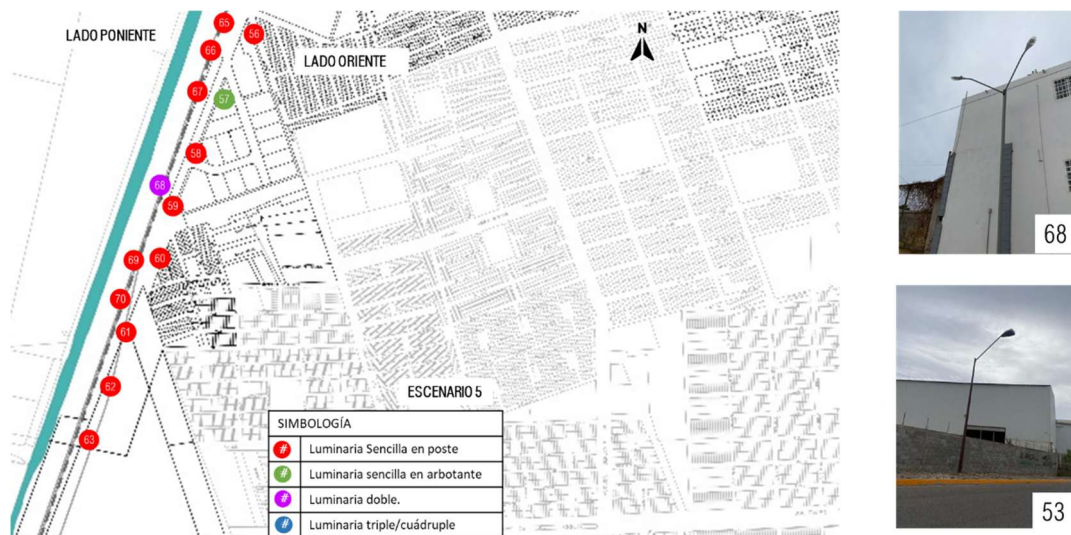 LADO PONIENTE
LADO ORIENTE
N
65
56
66
67
57
58
68
59
69
60
70
61
62
63
ESCENARIO 5
SIMBOLOGÍA
# Luminaria Sencilla en poste
# Luminaria sencilla en arbotante
# Luminaria doble.
# Luminaria triple/cuádruple
68
53